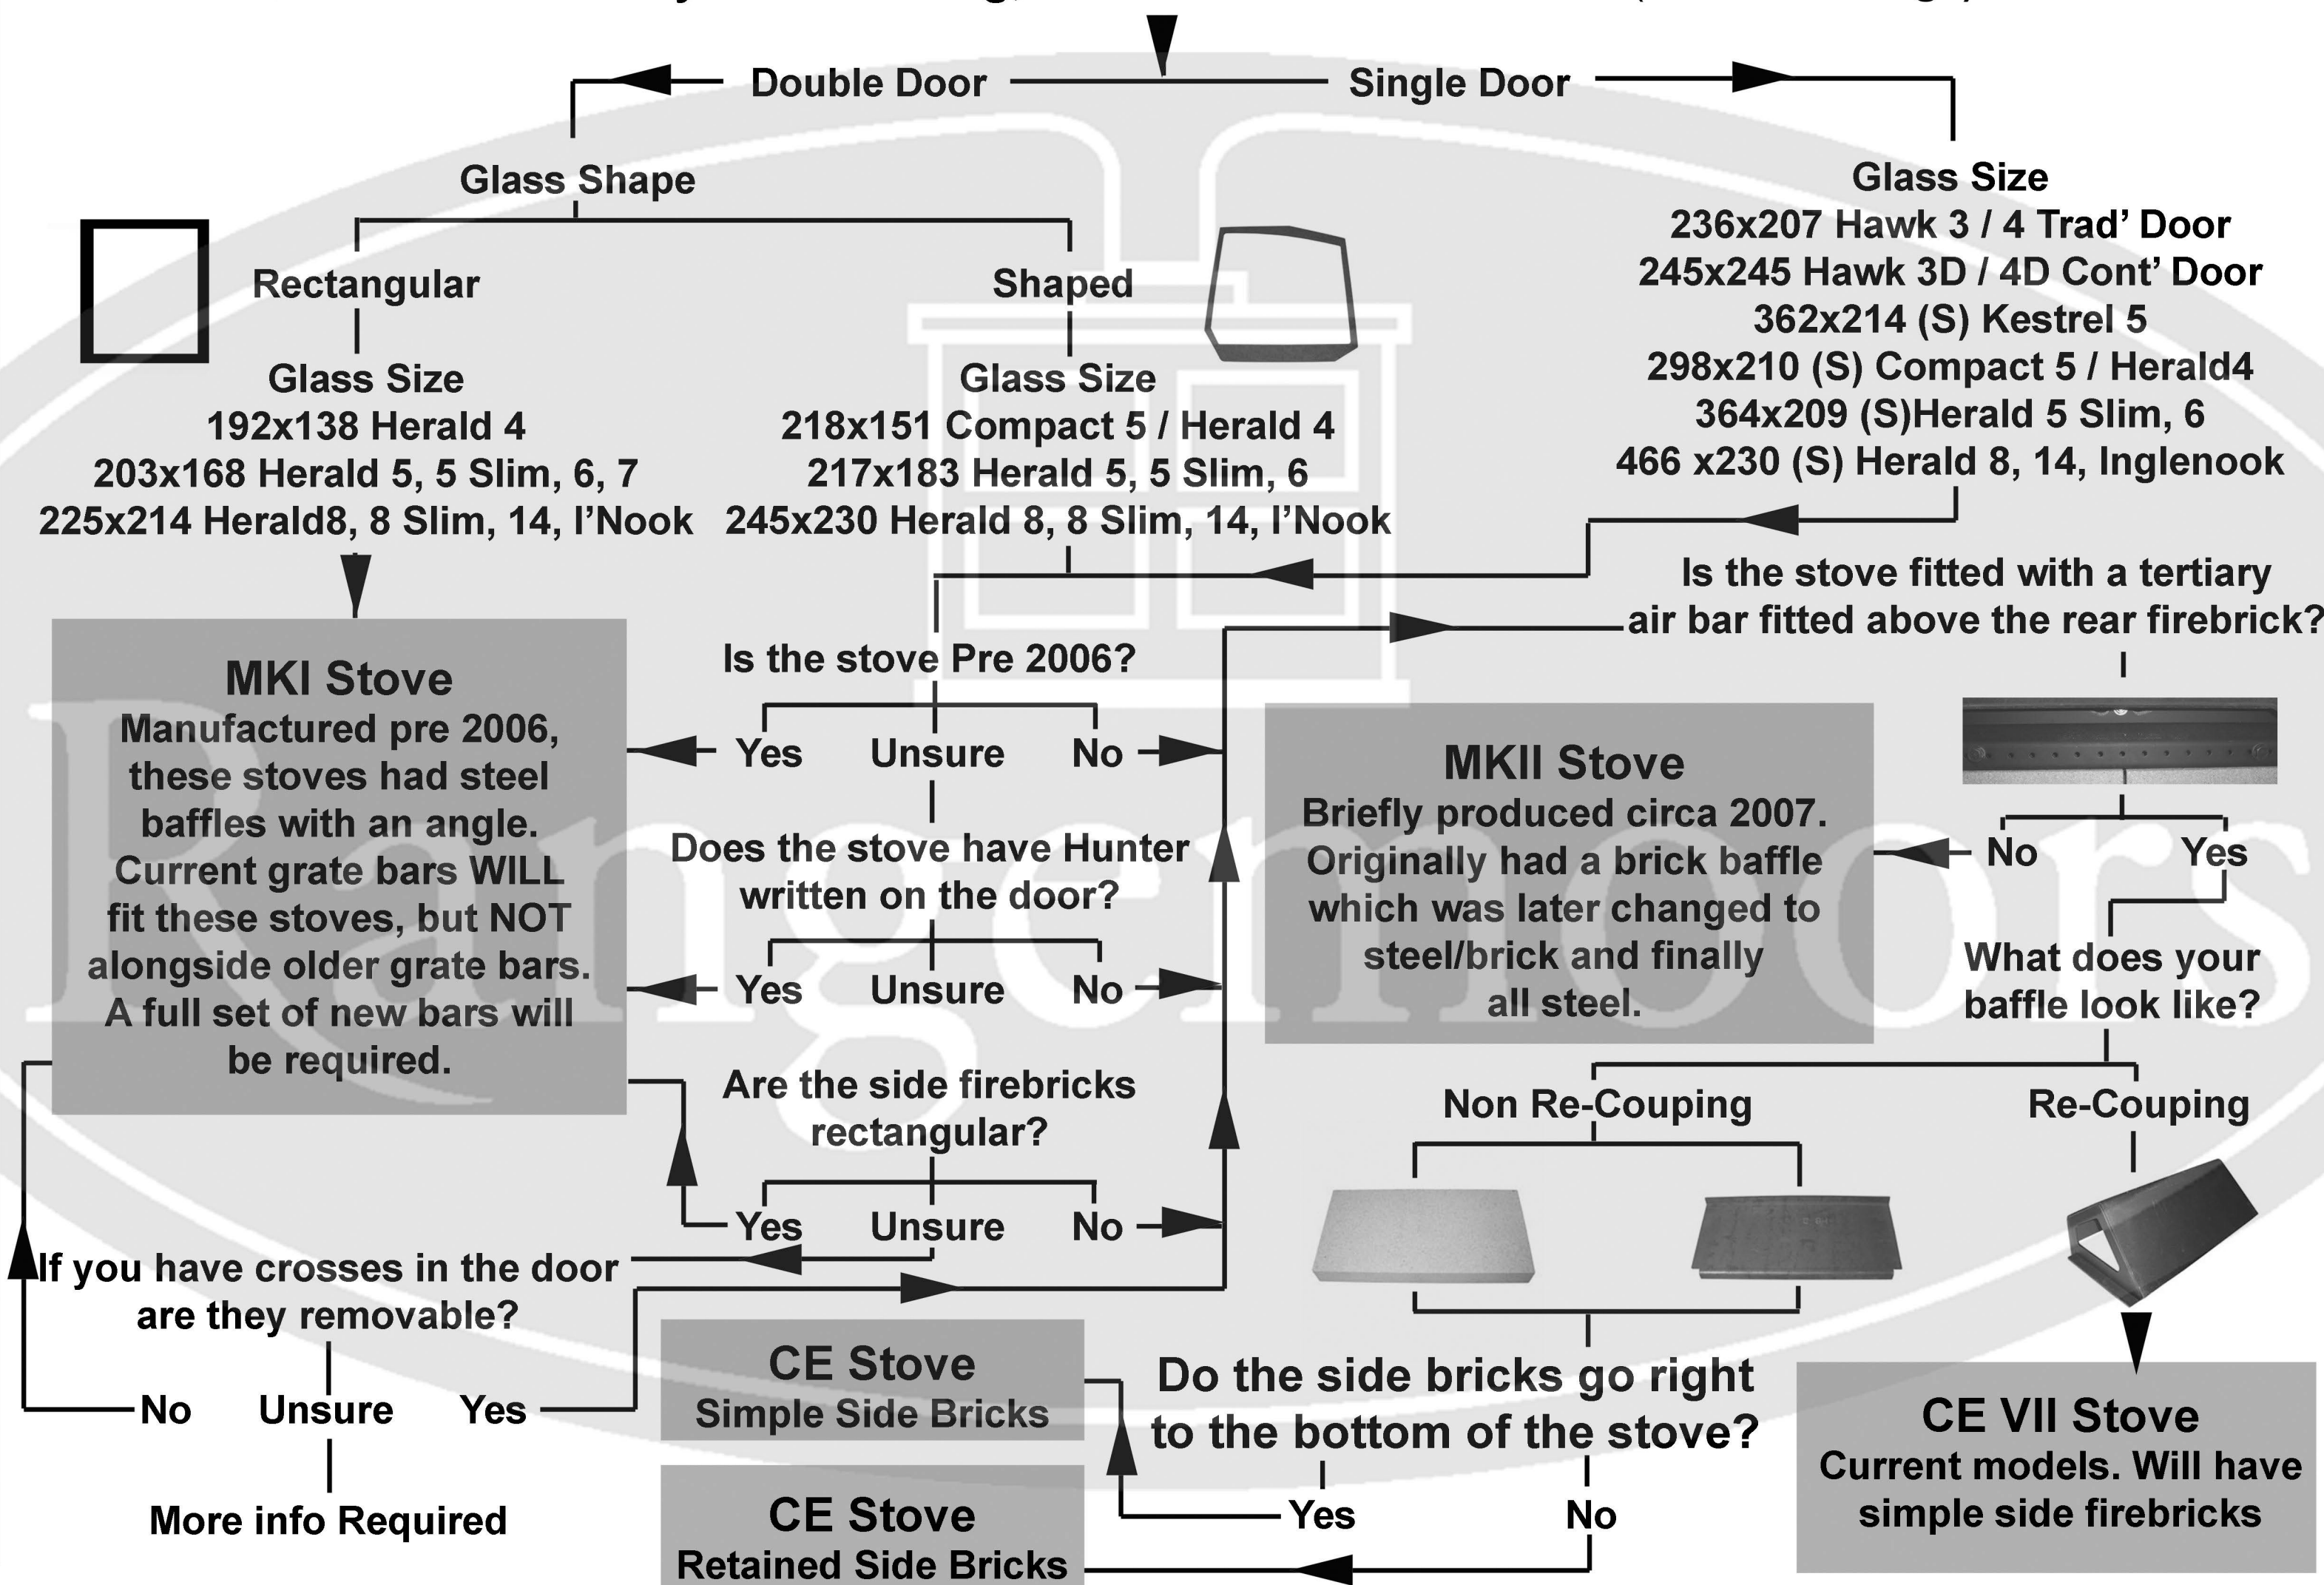 Double Door
Single Door
Glass Shape
Rectangular
Glass Size
192x138 Herald 4
203x168 Herald 5, 5 Slim, 6, 7
225x214 Herald8, 8 Slim, 14, I'Nook
Shaped
Glass Size
218x151 Compact 5 / Herald 4
217x183 Herald 5, 5 Slim, 6
245x230 Herald 8, 8 Slim, 14, I'Nook
Glass Size
236x207 Hawk 3 / 4 Trad' Door
245x245 Hawk 3D / 4D Cont' Door
362x214 (S) Kestrel 5
298x210 (S) Compact 5 / Herald4
364x209 (S)Herald 5 Slim, 6
466 x230 (S) Herald 8, 14, Inglenook
MKI Stove
Manufactured pre 2006,
these stoves had steel
baffles with an angle.
Current grate bars WILL
fit these stoves, but NOT
alongside older grate bars.
A full set of new bars will
be required.
Is the stove Pre 2006?
Yes Unsure No
Does the stove have Hunter
written on the door?
Yes Unsure No
Are the side firebricks
rectangular?
Yes Unsure No
If you have crosses in the door
are they removable?
No Unsure Yes
More info Required
Is the stove fitted with a tertiary
air bar fitted above the rear firebrick?
No Yes
MKII Stove
Briefly produced circa 2007.
Originally had a brick baffle
which was later changed to
steel/brick and finally
all steel.
What does your
baffle look like?
Non Re-Couping
Re-Couping
Do the side bricks go right
to the bottom of the stove?
Yes No
CE Stove
Simple Side Bricks
CE Stove
Retained Side Bricks
CE VII Stove
Current models. Will have
simple side firebricks
Rangemoors